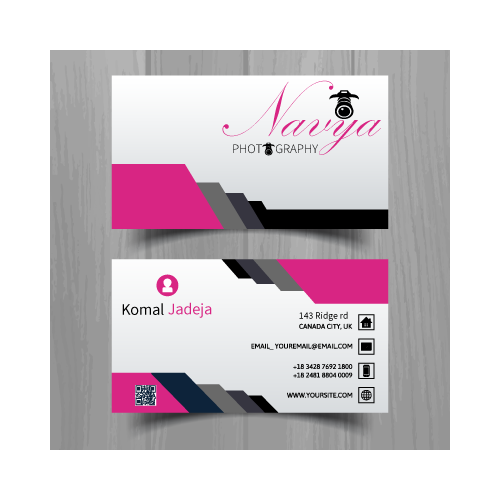 Navya
PHOTOGRAPHY
Komal Jadeja
143 Ridge rd
CANADA CITY, UK
EMAIL_YOUREMAIL@EMAIL.COM
+18 3428 7692 1800
+18 2481 8804 0009
WWW.YOURSITE.COM